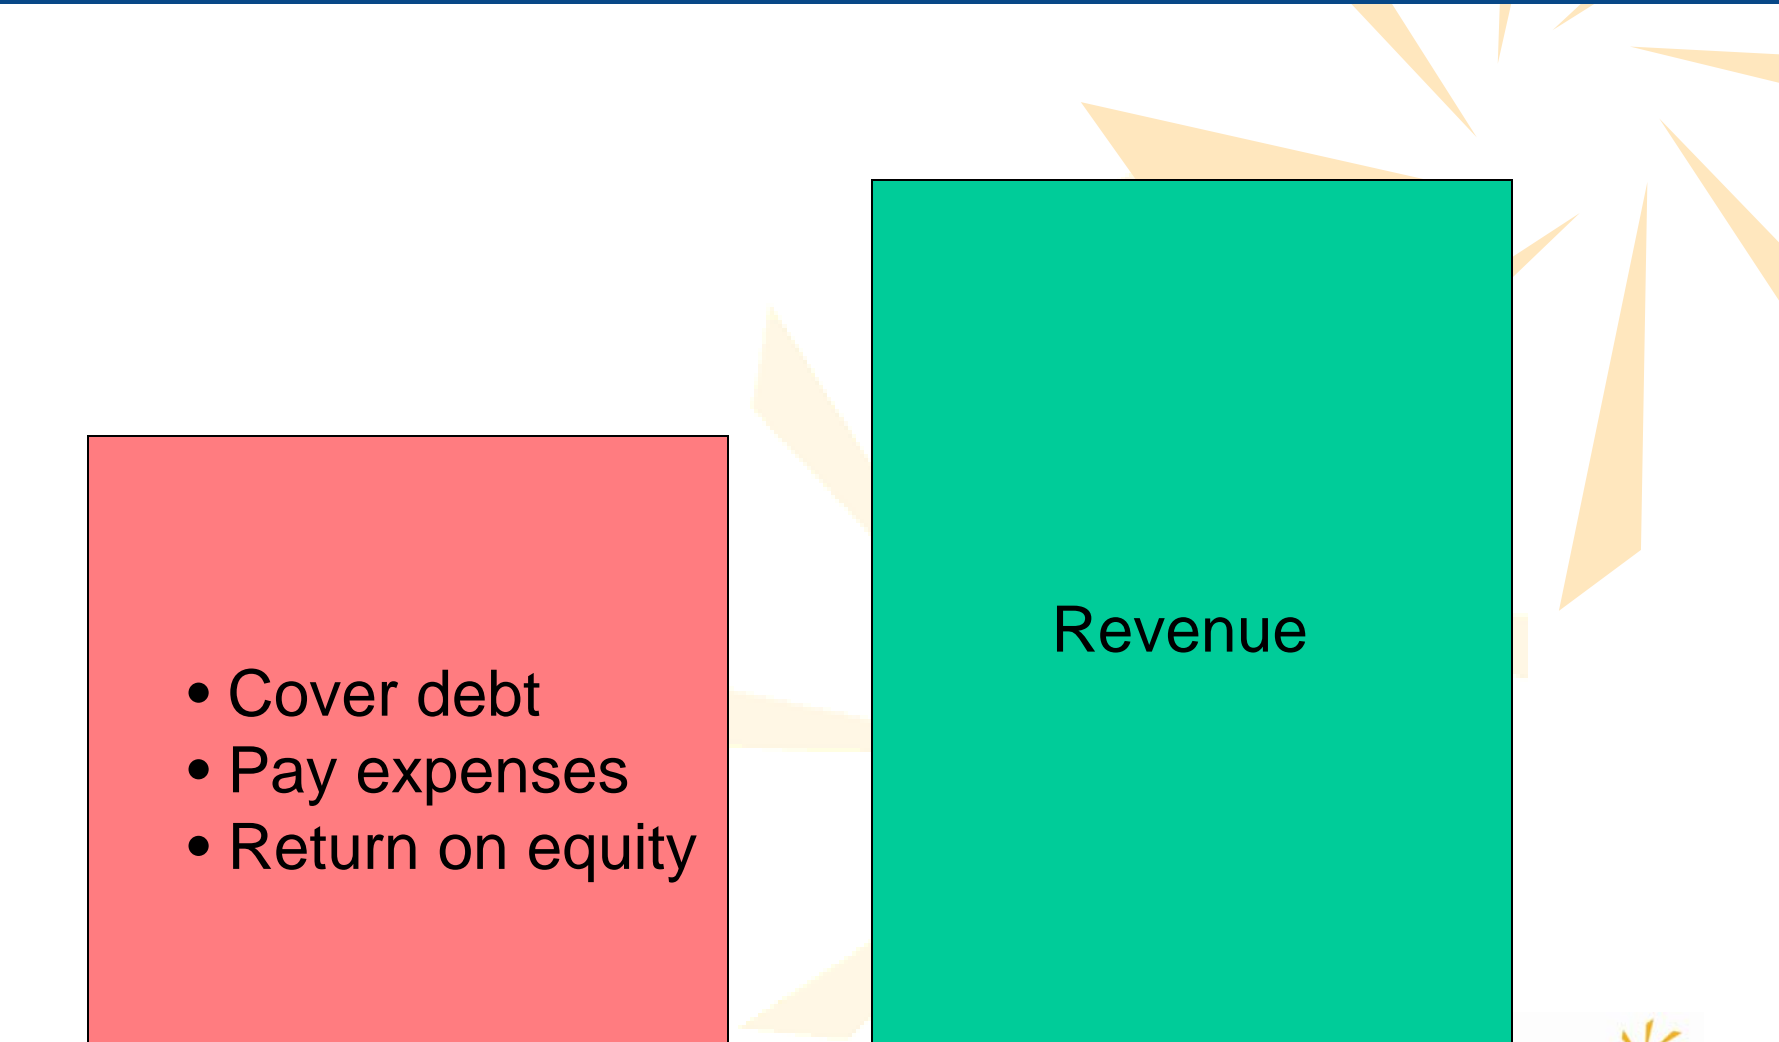 • Cover debt
• Pay expenses
• Return on equity
Revenue